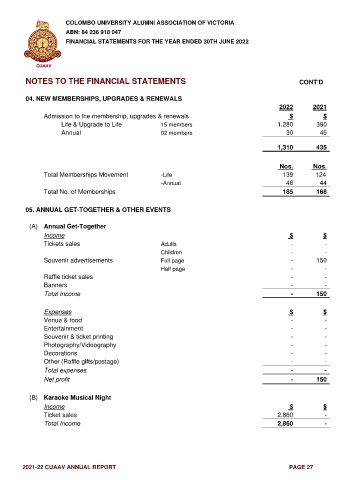 COLOMBO UNIVERSITY ALUMNI ASSOCIATION OF VICTORIA
ABN: 84 236 918 047
FINANCIAL STATEMENTS FOR THE YEAR ENDED 30TH JUNE 2022
CUAAV
NOTES TO THE FINANCIAL STATEMENTS CONT'D
04. NEW MEMBERSHIPS, UPGRADES & RENEWALS
2022 2021
Admission to the membership, upgrades & renewals $ $
Life & Upgrade to Life 15 members 1,280 390
Annual 02 members 30 45
1,310 435
Nos. Nos.
Total Memberships Movement -Life 139 124
-Annual 46 44
Total No. of Memberships 185 168
05. ANNUAL GET-TOGETHER & OTHER EVENTS
(A) Annual Get-Together
Income $ $
Tickets sales Adults - -
Children - -
Souvenir advertisements Full page - 150
Half page - -
Raffle ticket sales - -
Banners - -
Total Income - 150
Expenses $ $
Venue & food - -
Entertainment - -
Souvenir & ticket printing - -
Photography/Videography - -
Decorations - -
Other (Raffle gifts/postage) - -
Total expenses - -
Net profit - 150
(B) Karaoke Musical Night
Income $ $
Ticket sales 2,860 -
Total Income 2,860 -
2021-22 CUAAV ANNUAL REPORT PAGE 27